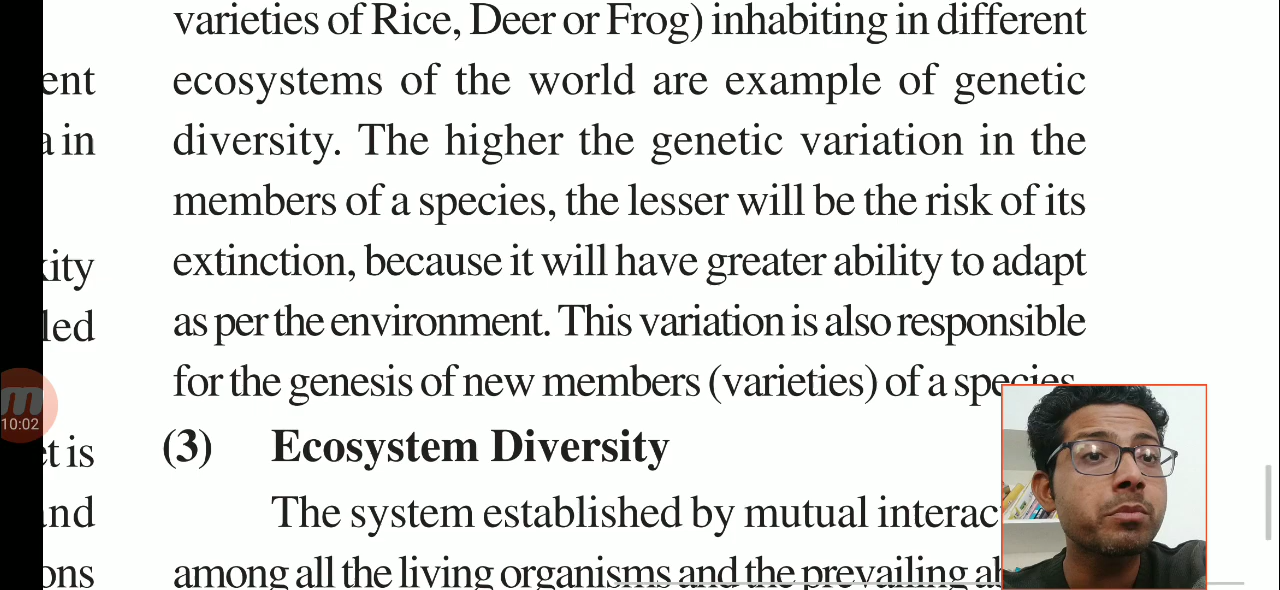 varieties of Rice, Deer or Frog) inhabiting in different
ent
ecosystems of the world are example of genetic
a in
diversity. The higher the genetic variation in the
members of a species, the lesser will be the risk of its
ity
extinction, because it will have greater ability to adapt
led
as per the environment. This variation is also responsible
for the genesis of new members (varieties) of a species.
m
10:02
et is
(3) Ecosystem Diversity
and
The system established by mutual interac
ons
among all the living organisms and the prevailing